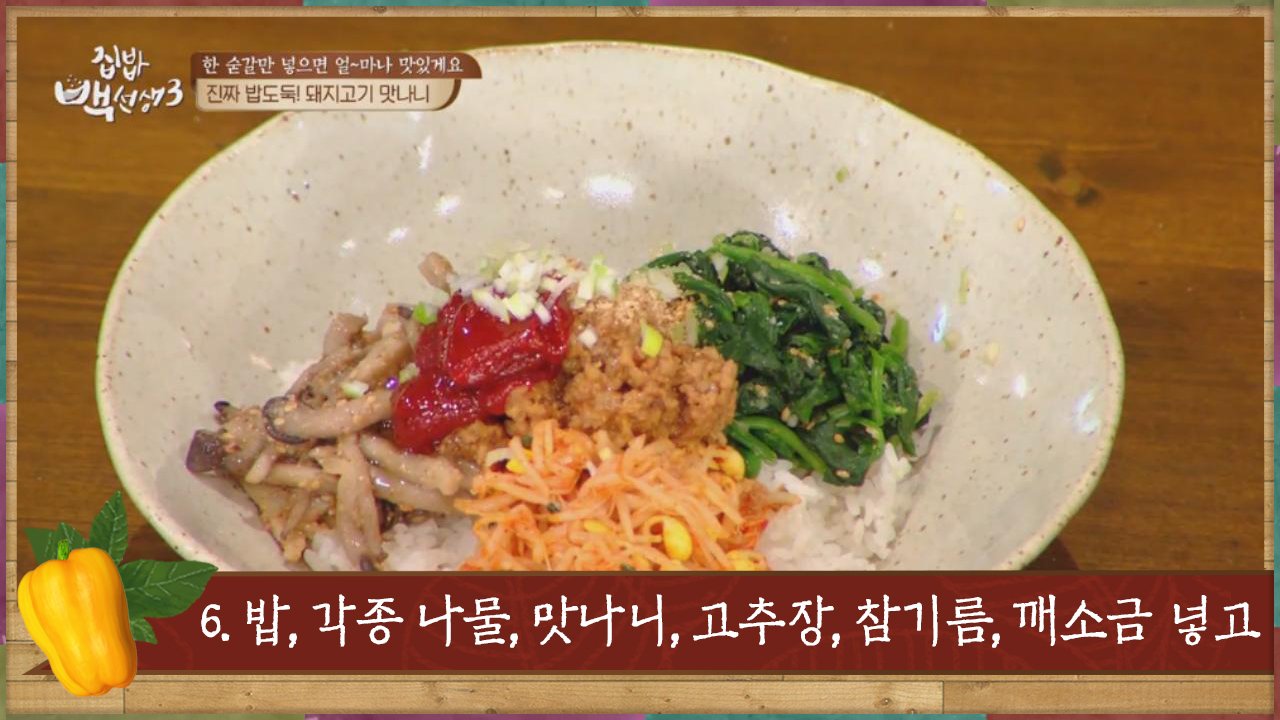 집밥
백선생3
한 숟갈만 넣으면 얼~마나 맛있게요
진짜 밥도둑! 돼지고기 맛나니
6. 밥, 각종 나물, 맛나니, 고추장, 참기름, 깨소금 넣고